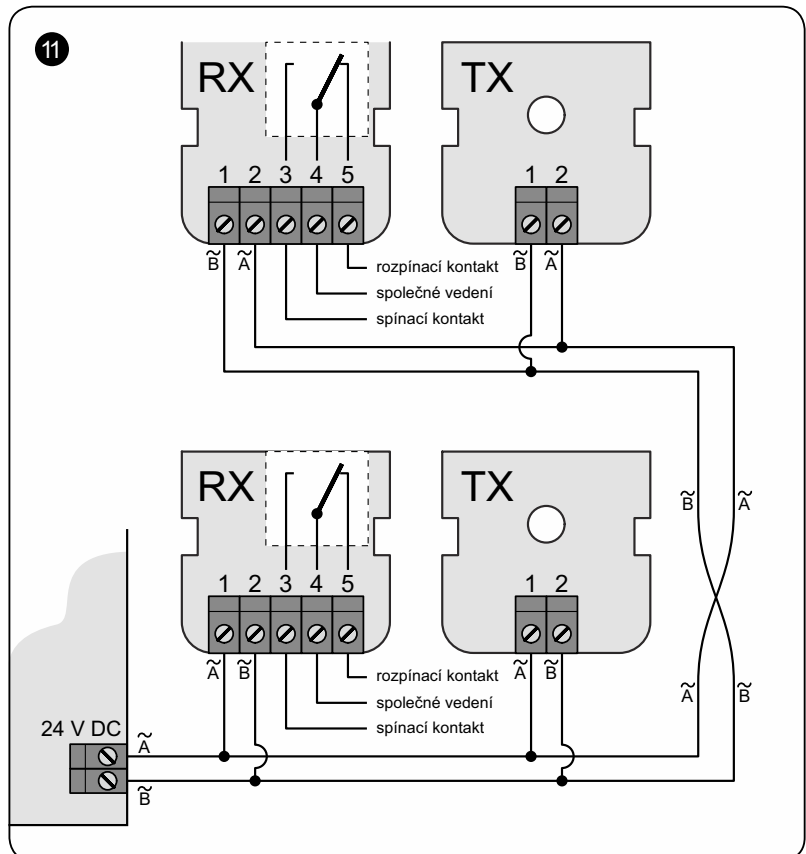 11
RX
TX
1 2 3 4 5
1 2
B̃ Ã
B̃ Ã
rozpínací kontakt
společné vedení
spínací kontakt
RX
TX
B̃ Ã
1 2 3 4 5
1 2
Ã B̃
Ã B̃
rozpínací kontakt
společné vedení
spínací kontakt
Ã B̃
24 V DC
Ã
B̃